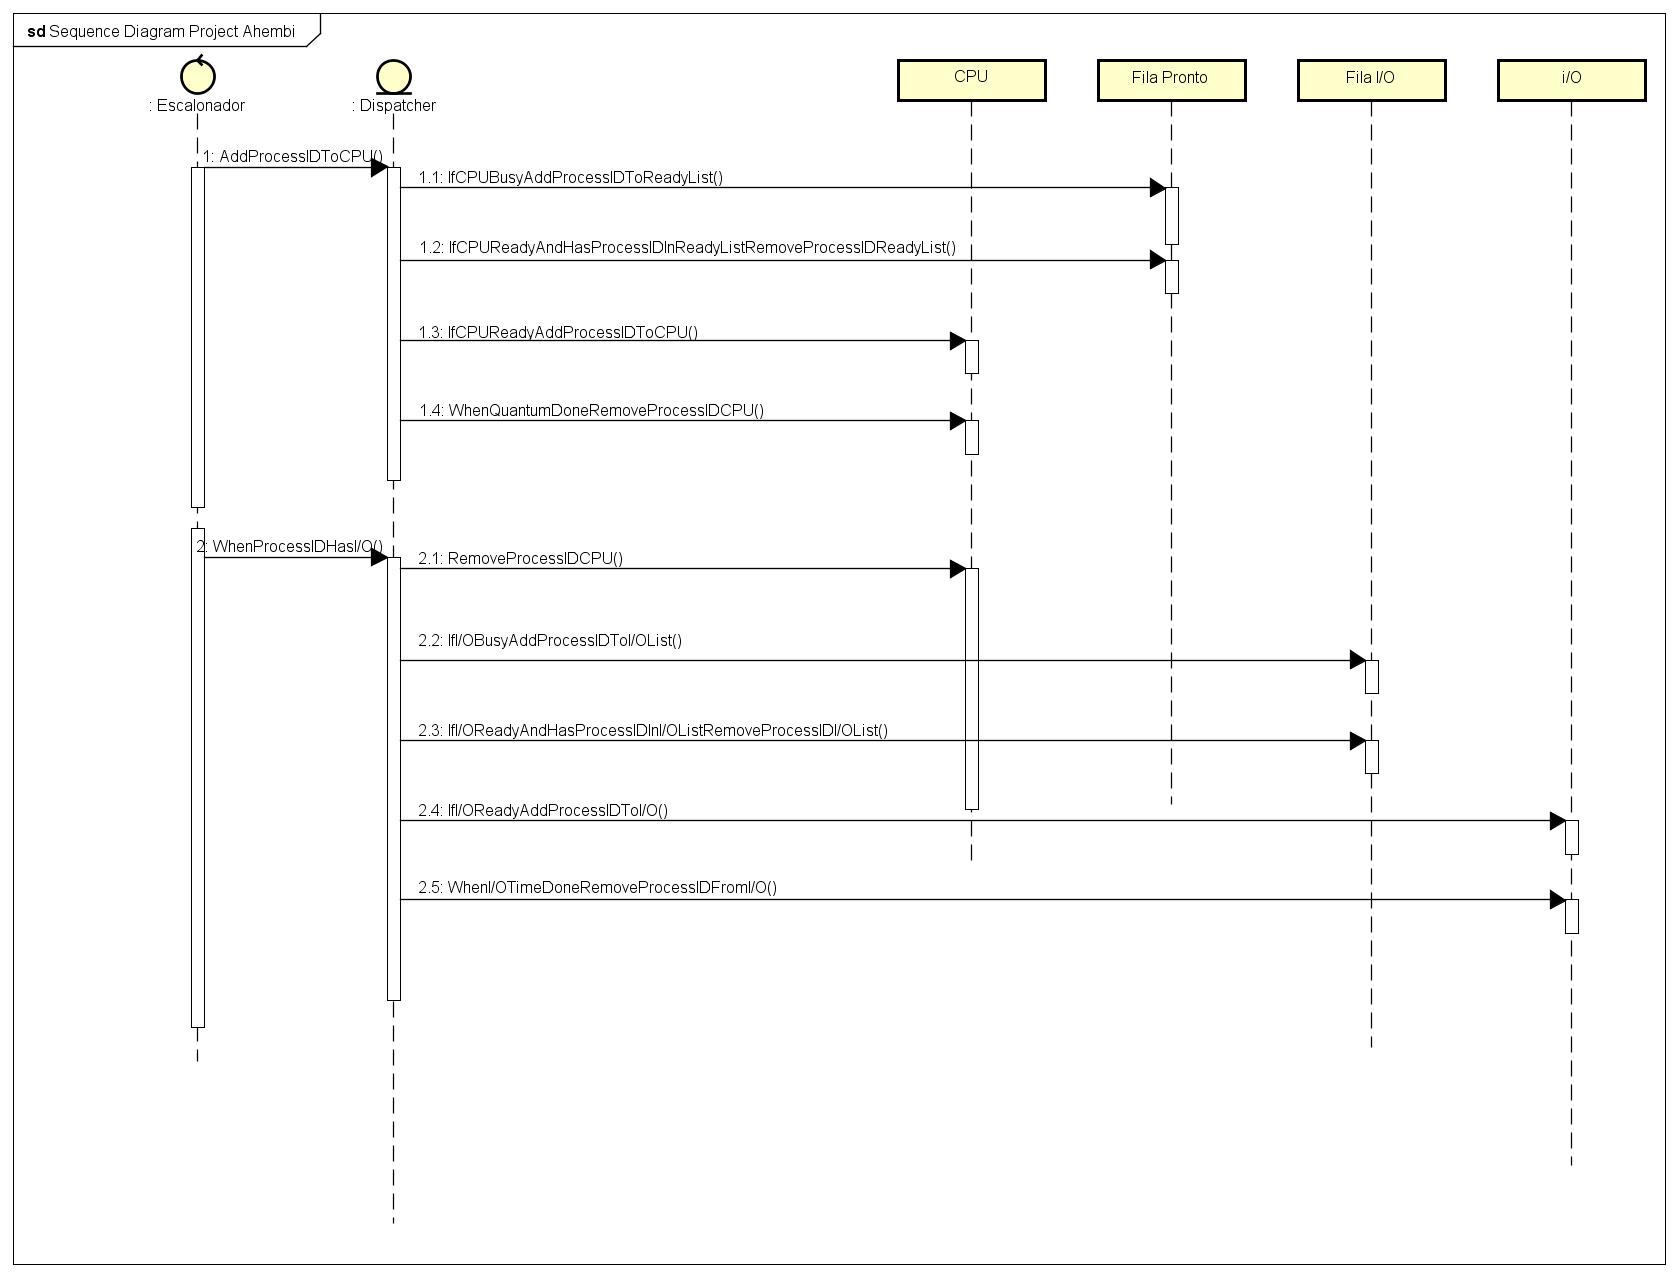 sd Sequence Diagram Project Ahembi
: Escalonador
: Dispatcher
CPU
Fila Pronto
Fila I/O
i/O
1: AddProcessIDToCPU()
1.1: IfCPUBusyAddProcessIDToReadyList()
1.2: IfCPUReadyAndHasProcessIDInReadyListRemoveProcessIDReadyList()
1.3: IfCPUReadyAddProcessIDToCPU()
1.4: WhenQuantumDoneRemoveProcessIDCPU()
2: WhenProcessIDHasI/O()
2.1: RemoveProcessIDCPU()
2.2: IfI/OBusyAddProcessIDToI/OList()
2.3: IfI/OReadyAndHasProcessIDInI/OListRemoveProcessIDI/OList()
2.4: IfI/OReadyAddProcessIDToI/O()
2.5: WhenI/OTimeDoneRemoveProcessIDFromI/O()